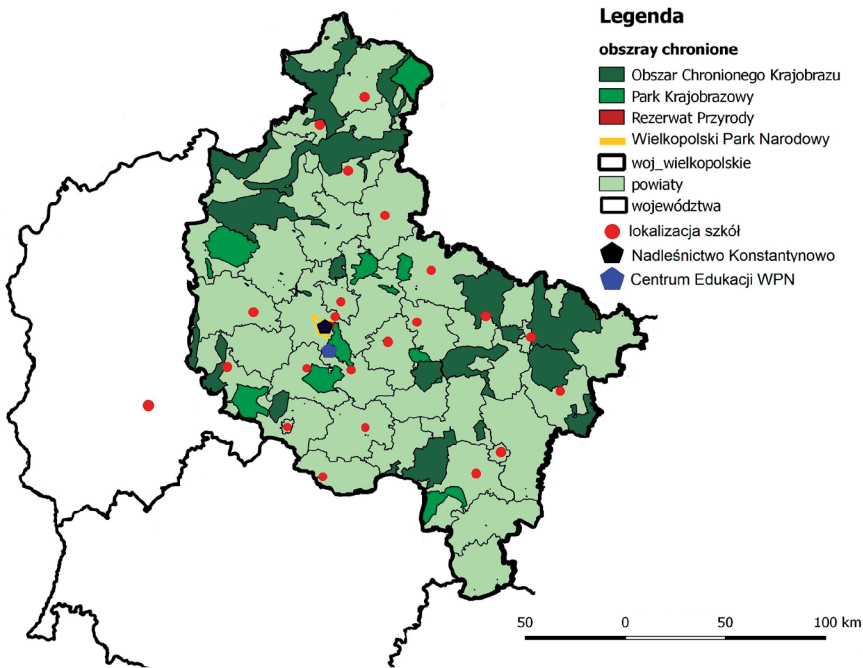 Legenda
obszray chronione
Obszar Chronionego Krajobrazu
Park Krajobrazowy
Rezerwat Przyrody
Wielkopolski Park Narodowy
woj_wielkopolskie
powiaty
województwa
lokalizacja szkół
Nadleśnictwo Konstantynowo
Centrum Edukacji WPN
50 0 50 100 km